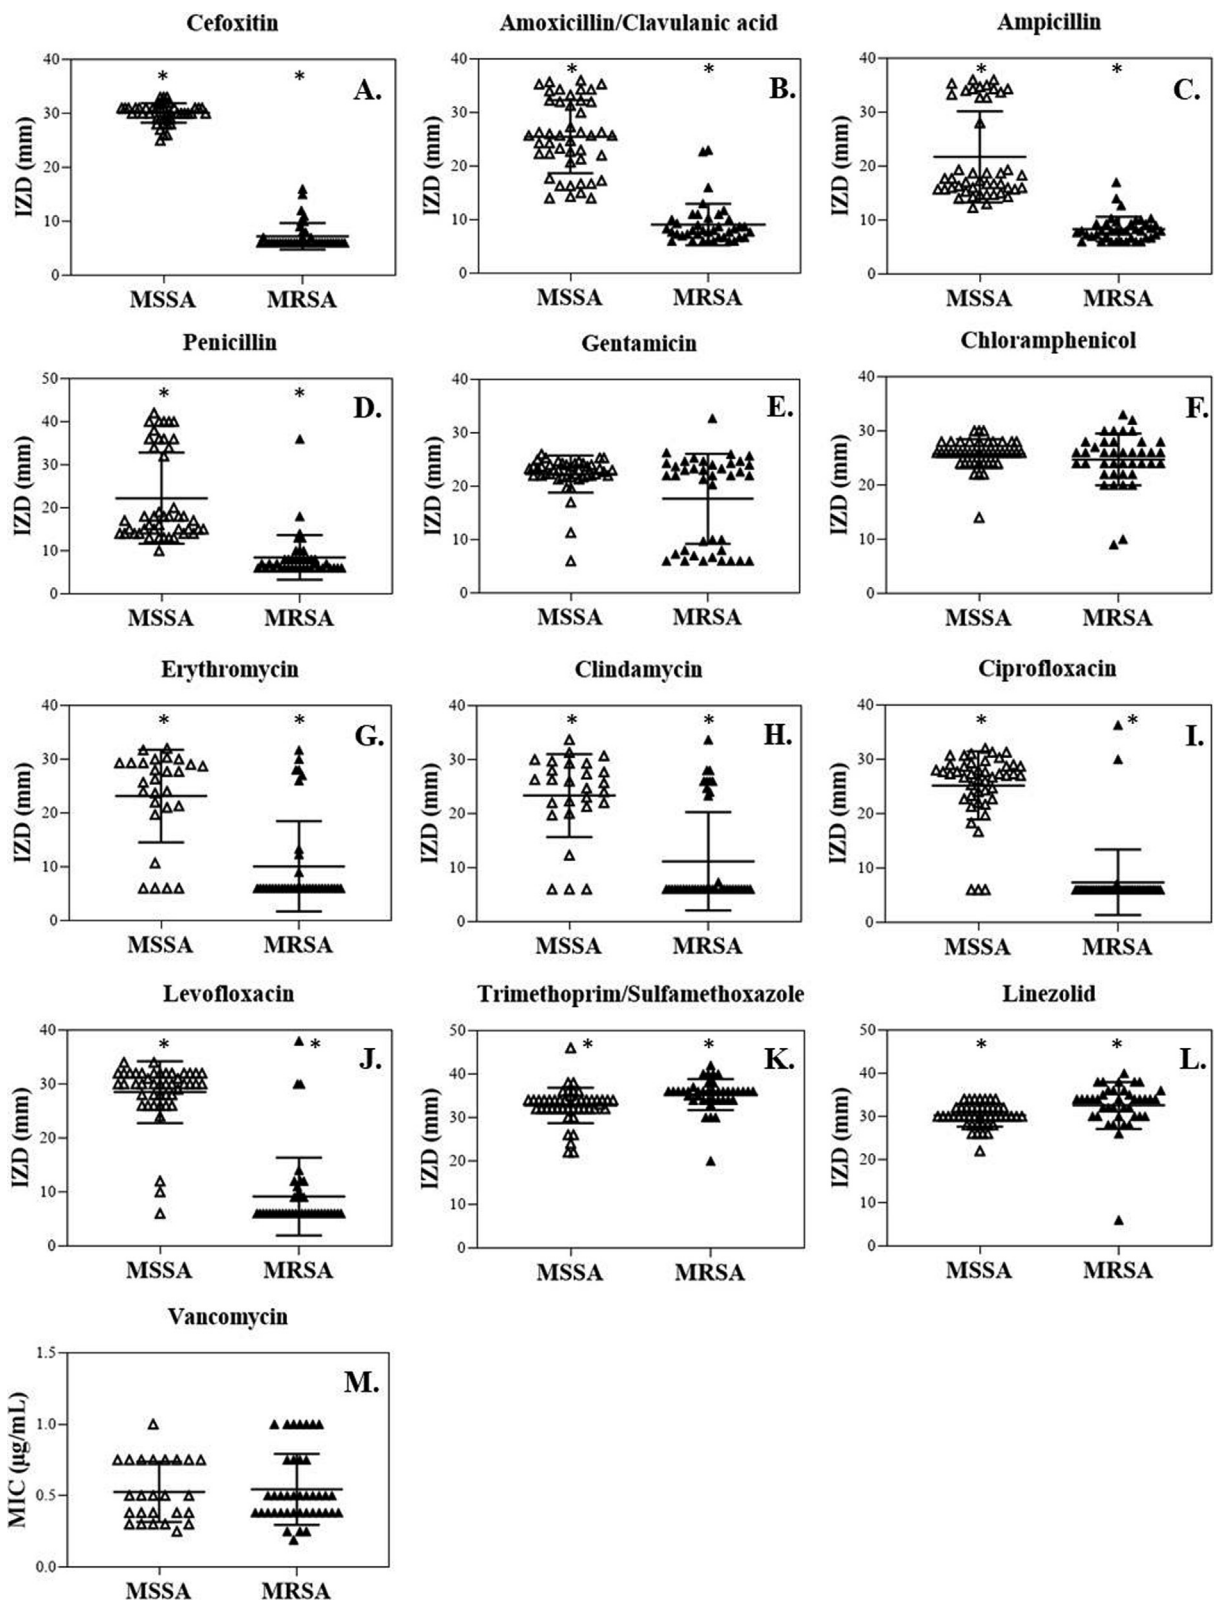 Cefoxitin
Amoxicillin/Clavulanic acid
Ampicillin
IZD (mm)
40
30
20
10
0
*
*
A.
MSSA
MRSA
IZD (mm)
40
30
20
10
0
*
*
B.
MSSA
MRSA
IZD (mm)
40
30
20
10
0
*
*
C.
MSSA
MRSA
Penicillin
Gentamicin
Chloramphenicol
IZD (mm)
50
40
30
20
10
0
*
*
D.
MSSA
MRSA
IZD (mm)
40
30
20
10
0
E.
MSSA
MRSA
IZD (mm)
40
30
20
10
0
F.
MSSA
MRSA
Erythromycin
Clindamycin
Ciprofloxacin
IZD (mm)
40
30
20
10
0
*
*
G.
MSSA
MRSA
IZD (mm)
40
30
20
10
0
*
*
H.
MSSA
MRSA
IZD (mm)
40
30
20
10
0
*
*
I.
MSSA
MRSA
Levofloxacin
Trimethoprim/Sulfamethoxazole
Linezolid
IZD (mm)
40
30
20
10
0
*
*
J.
MSSA
MRSA
IZD (mm)
50
40
30
20
10
0
*
*
K.
MSSA
MRSA
IZD (mm)
50
40
30
20
10
0
*
*
L.
MSSA
MRSA
Vancomycin
MIC (µg/mL)
1.5
1.0
0.5
0.0
M.
MSSA
MRSA